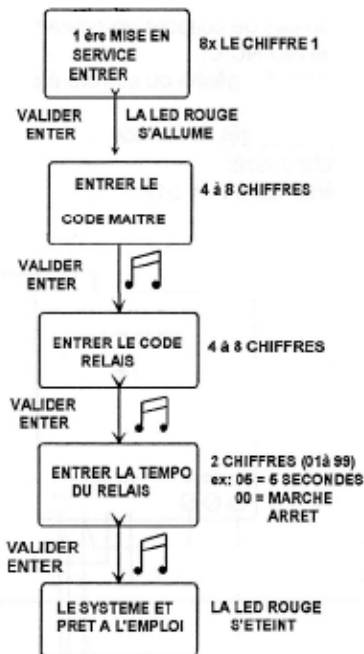 1 ère MISE EN
SERVICE
ENTRER
8x LE CHIFFRE 1
VALIDER
ENTER
LA LED ROUGE
S'ALLUME
ENTRER LE
CODE MAITRE
4 à 8 CHIFFRES
VALIDER
ENTER
ENTRER LE CODE
RELAIS
4 à 8 CHIFFRES
VALIDER
ENTER
ENTRER LA TEMPO
DU RELAIS
2 CHIFFRES (01à 99)
ex: 05 = 5 SECONDES
00 = MARCHE
ARRET
VALIDER
ENTER
LE SYSTEME ET
PRET A L'EMPLOI
LA LED ROUGE
S'ETEINT